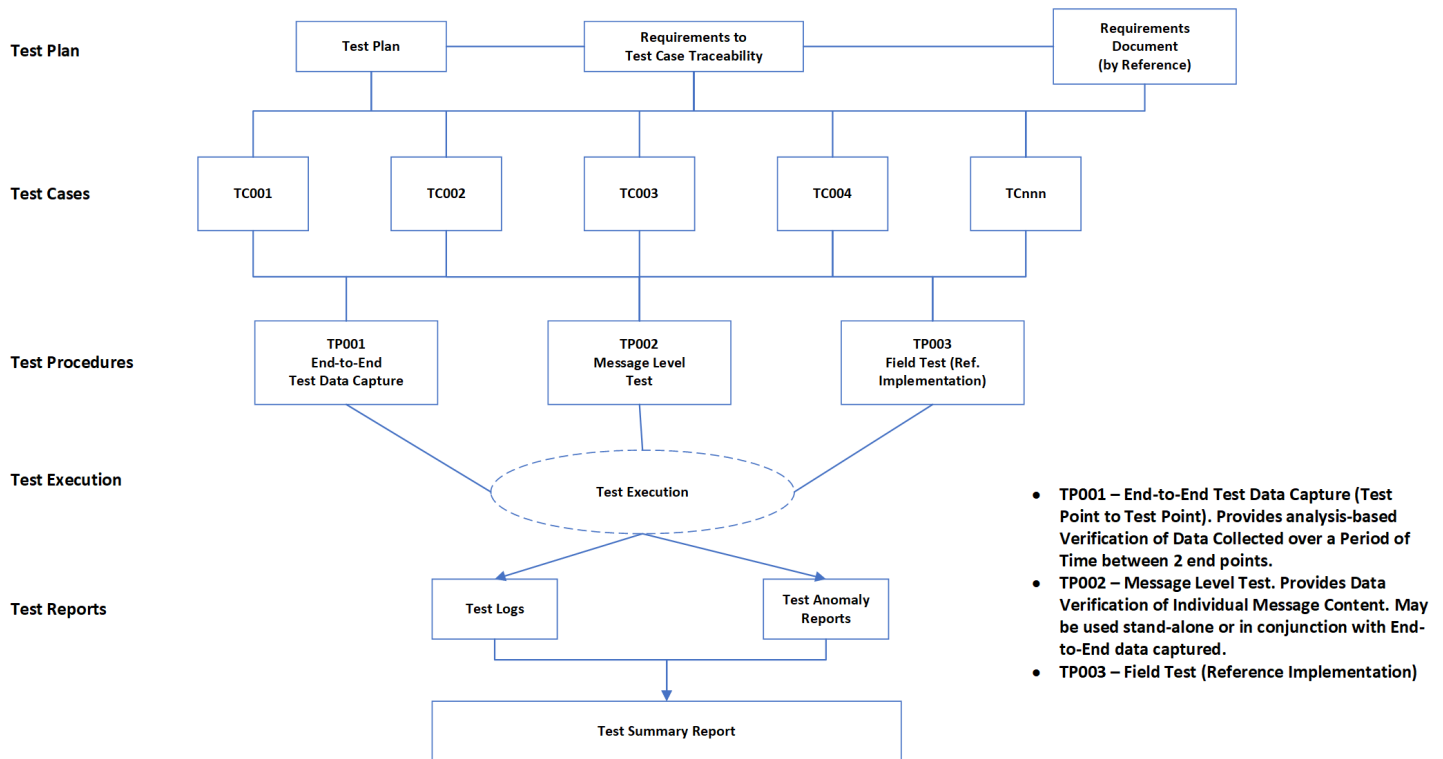 Test Plan
Test Plan
Requirements to
Test Case Traceability
Requirements
Document
(by Reference)
Test Cases
TC001
TC002
TC003
TC004
TCnnn
Test Procedures
TP001
End-to-End
Test Data Capture
TP002
Message Level
Test
TP003
Field Test (Ref.
Implementation)
Test Execution
Test Execution
Test Reports
Test Logs
Test Anomaly
Reports
Test Summary Report
● TP001 – End-to-End Test Data Capture (Test
Point to Test Point). Provides analysis-based
Verification of Data Collected over a Period of
Time between 2 end points.
● TP002 – Message Level Test. Provides Data
Verification of Individual Message Content. May
be used stand-alone or in conjunction with End-
to-End data captured.
● TP003 – Field Test (Reference Implementation)